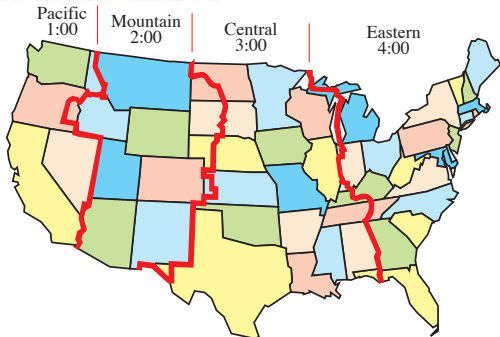 Pacific
1:00
Mountain
2:00
Central
3:00
Eastern
4:00